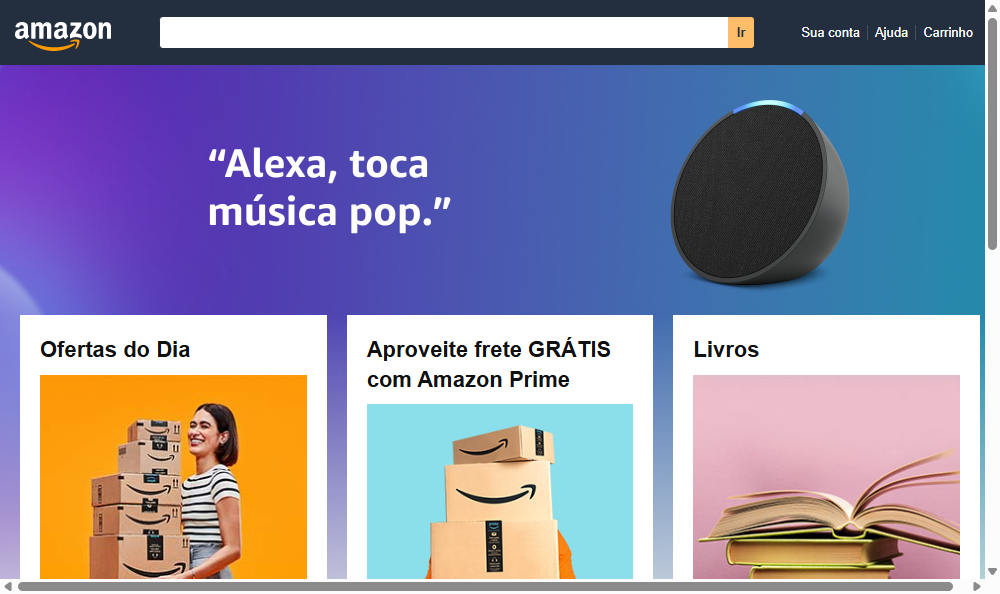 amazon
Ir
Sua conta
Ajuda
Carrinho
“Alexa, toca
música pop.”
Ofertas do Dia
Aproveite frete GRÁTIS
com Amazon Prime
Livros